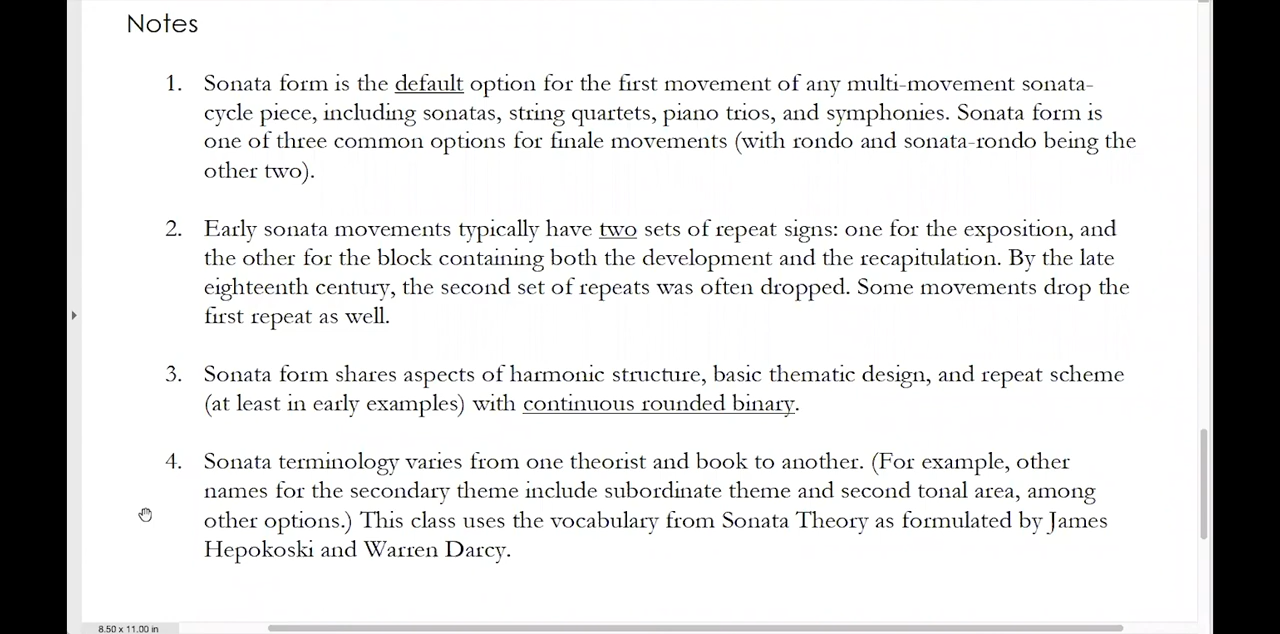 Notes
1. Sonata form is the default option for the first movement of any multi-movement sonata-
cycle piece, including sonatas, string quartets, piano trios, and symphonies. Sonata form is
one of three common options for finale movements (with rondo and sonata-rondo being the
other two).
2. Early sonata movements typically have two sets of repeat signs: one for the exposition, and
the other for the block containing both the development and the recapitulation. By the late
eighteenth century, the second set of repeats was often dropped. Some movements drop the
first repeat as well.
3. Sonata form shares aspects of harmonic structure, basic thematic design, and repeat scheme
(at least in early examples) with continuous rounded binary.
4. Sonata terminology varies from one theorist and book to another. (For example, other
names for the secondary theme include subordinate theme and second tonal area, among
other options.) This class uses the vocabulary from Sonata Theory as formulated by James
Hepokoski and Warren Darcy.
8.50 x 11.00 in